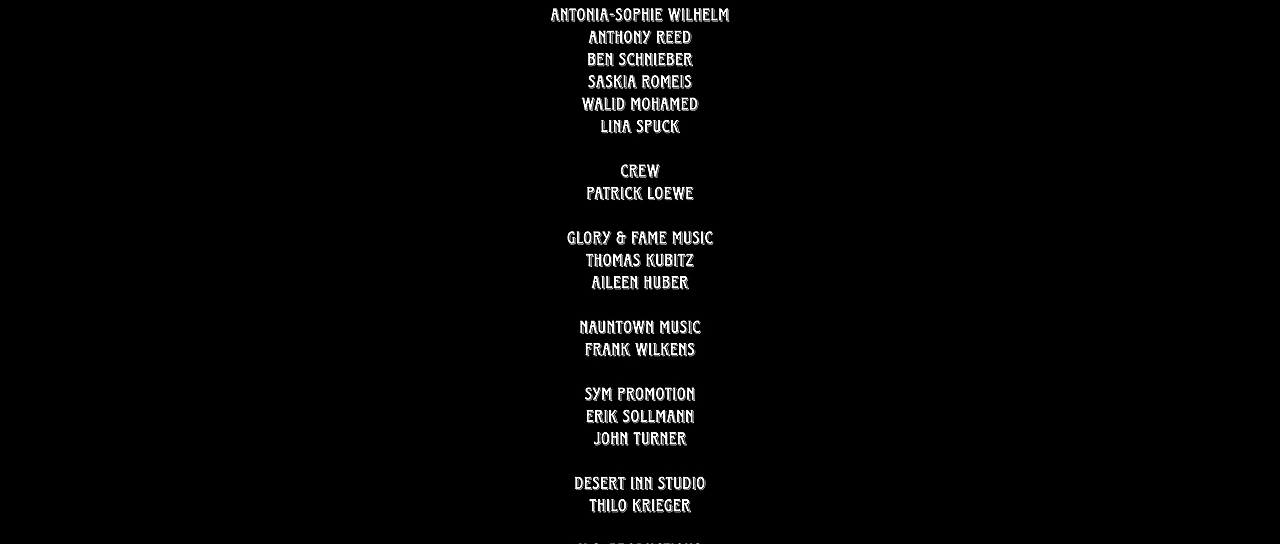 ANTONIA-SOPHIE WILHELM
ANTHONY REED
BEN SCHNIEBER
SASKIA ROMEIS
WALID MOHAMED
LINA SPUCK
CREW
PATRICK LOEWE
GLORY & FAME MUSIC
THOMAS KUBITZ
AILEEN HUBER
NAUNTOWN MUSIC
FRANK WILKENS
SYM PROMOTION
ERIK SOLLMANN
JOHN TURNER
DESERT INN STUDIO
THILO KRIEGER